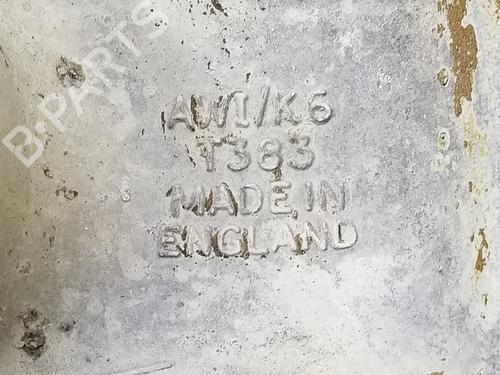 B-PARTS
AWI/K6
T383
MADE IN
ENGLAND